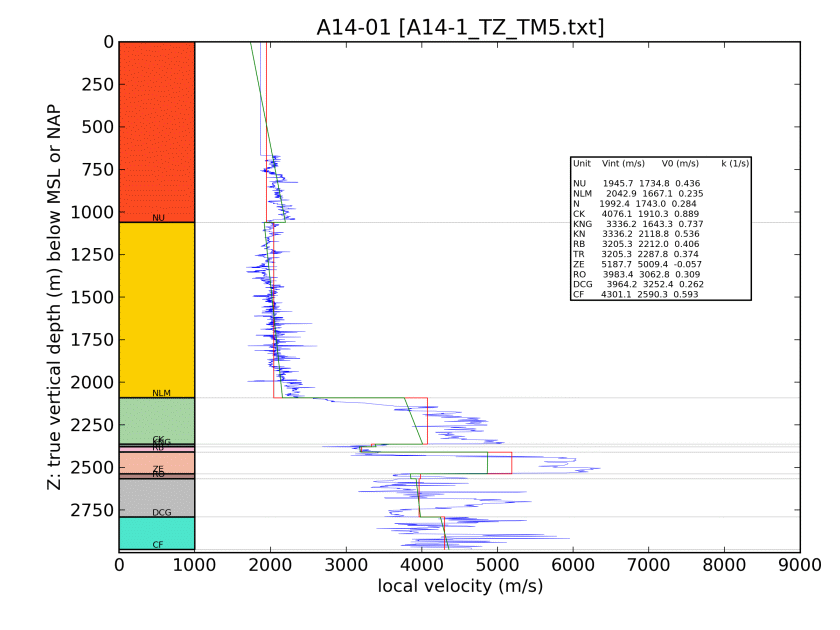 A14-01 [A14-1_TZ_TM5.txt]
Z: true vertical depth (m) below MSL or NAP
0
250
500
750
1000
1250
1500
1750
2000
2250
2500
2750
NU
NLM
CK
KNG
RB
ZE
RO
DCG
CF
Unit Vint (m/s) V0 (m/s) k (1/s)
NU 1945.7 1734.8 0.436
NLM 2042.9 1667.1 0.235
N 1992.4 1743.0 0.284
CK 4076.1 1910.3 0.889
KNG 3336.2 1643.3 0.737
KN 3336.2 2118.8 0.536
RB 3205.3 2212.0 0.406
TR 3205.3 2287.8 0.374
ZE 5187.7 5009.4 -0.057
RO 3983.4 3062.8 0.309
DCG 3964.2 3252.4 0.262
CF 4301.1 2590.3 0.593
0 1000 2000 3000 4000 5000 6000 7000 8000 9000
local velocity (m/s)